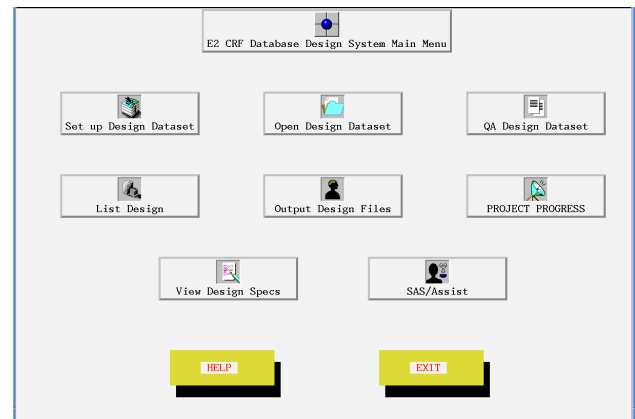 E2 CRF Database Design System Main Menu
Set up Design Dataset
Open Design Dataset
QA Design Dataset
List Design
Output Design Files
PROJECT PROGRESS
View Design Specs
SAS/Assist
HELP
EXIT